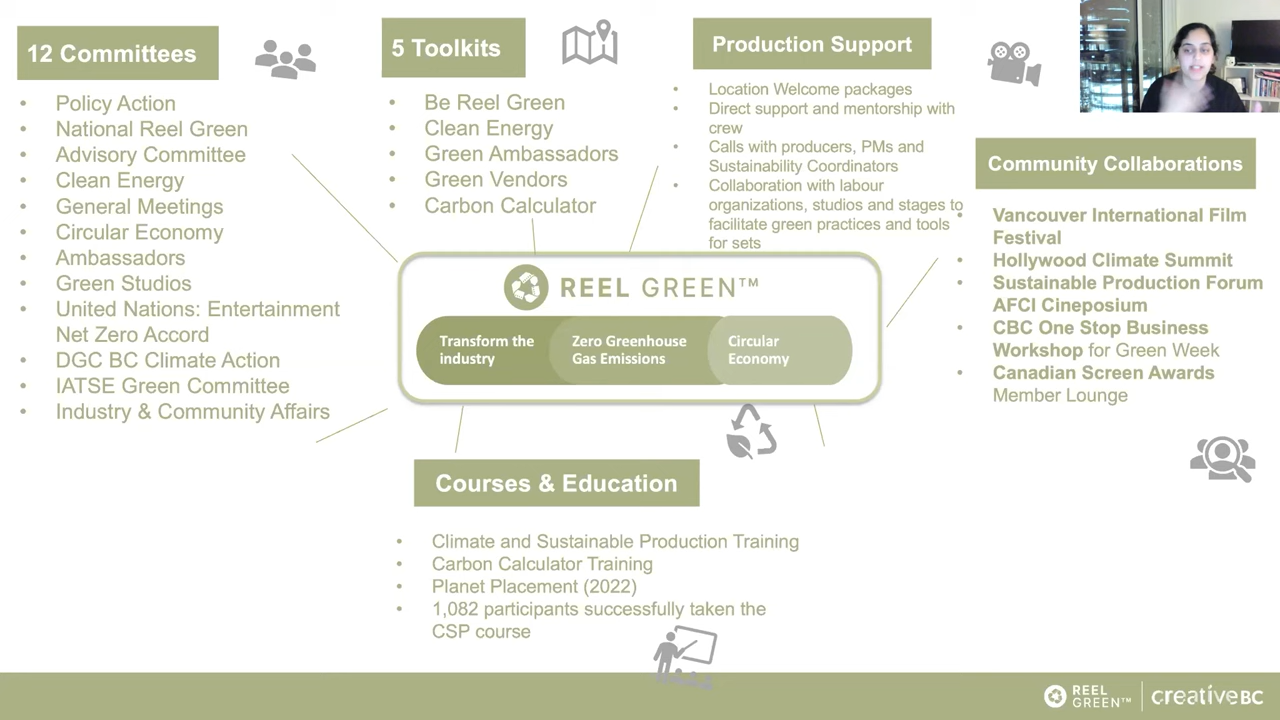 12 Committees
Policy Action
National Reel Green
Advisory Committee
Clean Energy
General Meetings
Circular Economy
Ambassadors
Green Studios
United Nations: Entertainment
Net Zero Accord
DGC BC Climate Action
IATSE Green Committee
Industry & Community Affairs
5 Toolkits
Be Reel Green
Clean Energy
Green Ambassadors
Green Vendors
Carbon Calculator
Production Support
Location Welcome packages
Direct support and mentorship with
crew
Calls with producers, PMs and
Sustainability Coordinators
Collaboration with labour
organizations, studios and stages to
facilitate green practices and tools
for sets
Community Collaborations
Vancouver International Film
Festival
Hollywood Climate Summit
Sustainable Production Forum
AFCI Cineposium
CBC One Stop Business
Workshop for Green Week
Canadian Screen Awards
Member Lounge
REEL GREEN™
Transform the
industry
Zero Greenhouse
Gas Emissions
Circular
Economy
Courses & Education
Climate and Sustainable Production Training
Carbon Calculator Training
Planet Placement (2022)
1,082 participants successfully taken the
CSP course
REEL
GREEN™
creativeBC